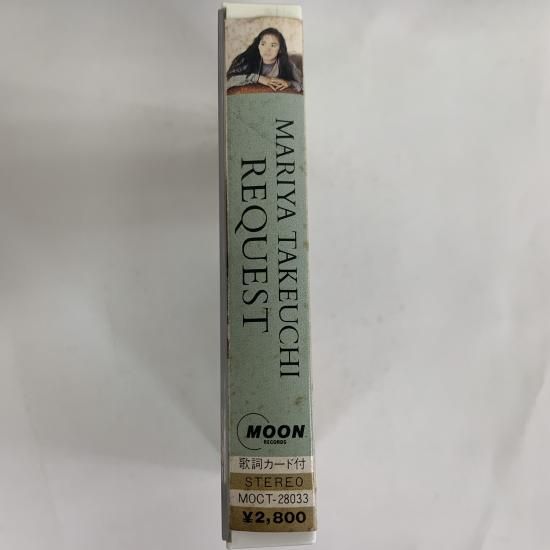 MARIYA TAKEUCHI
REQUEST
MOON
RECORDS
歌詞カード付
STEREO
MOCT-28033
¥2,800